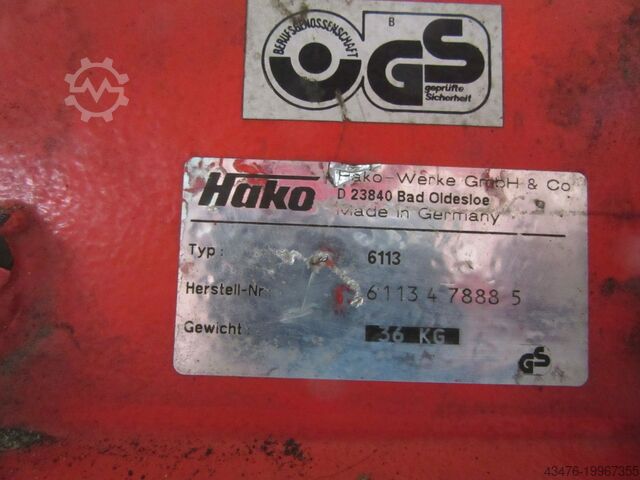 BERUFSGENOSSENSCHAFT
B
GS
geprüfte
Sicherheit
Hako
Hako-Werke GmbH & Co
D 23840 Bad Oldesloe
Made in Germany
Typ: 6113
Herstell-Nr. 6113 4 7888 5
Gewicht: 36 KG
GS
43476-19967355